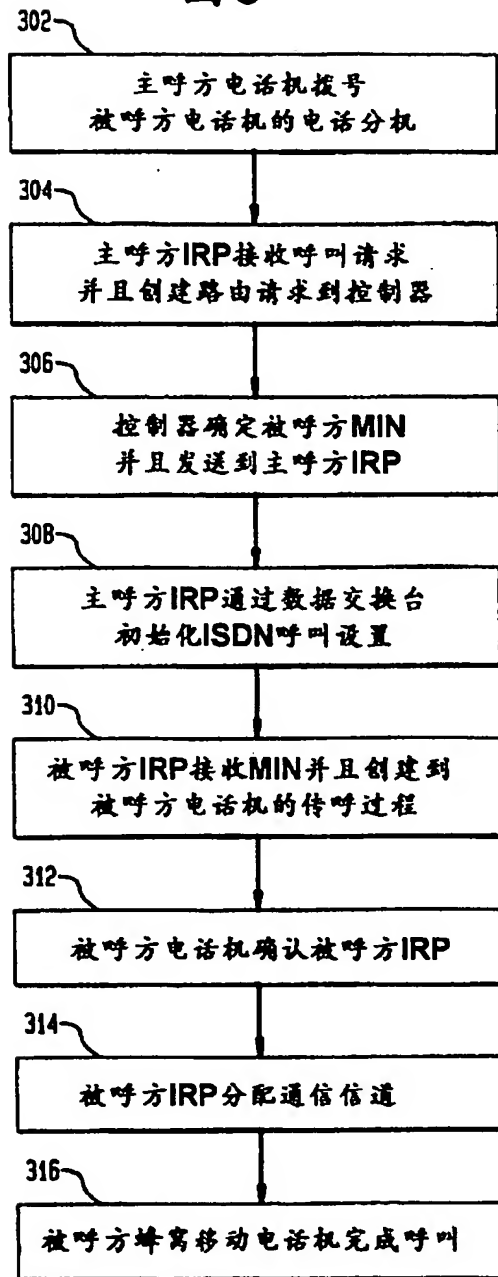 302
主呼方电话机拨号
被呼方电话机的电话分机
304
主呼方IRP接收呼叫请求
并且创建路由请求到控制器
306
控制器确定被呼方MIN
并且发送到主呼方IRP
308
主呼方IRP通过数据交换台
初始化ISDN呼叫设置
310
被呼方IRP接收MIN并且创建到
被呼方电话机的传呼过程
312
被呼方电话机确认被呼方IRP
314
被呼方IRP分配通信信道
316
被呼方蜂窝移动电话机完成呼叫